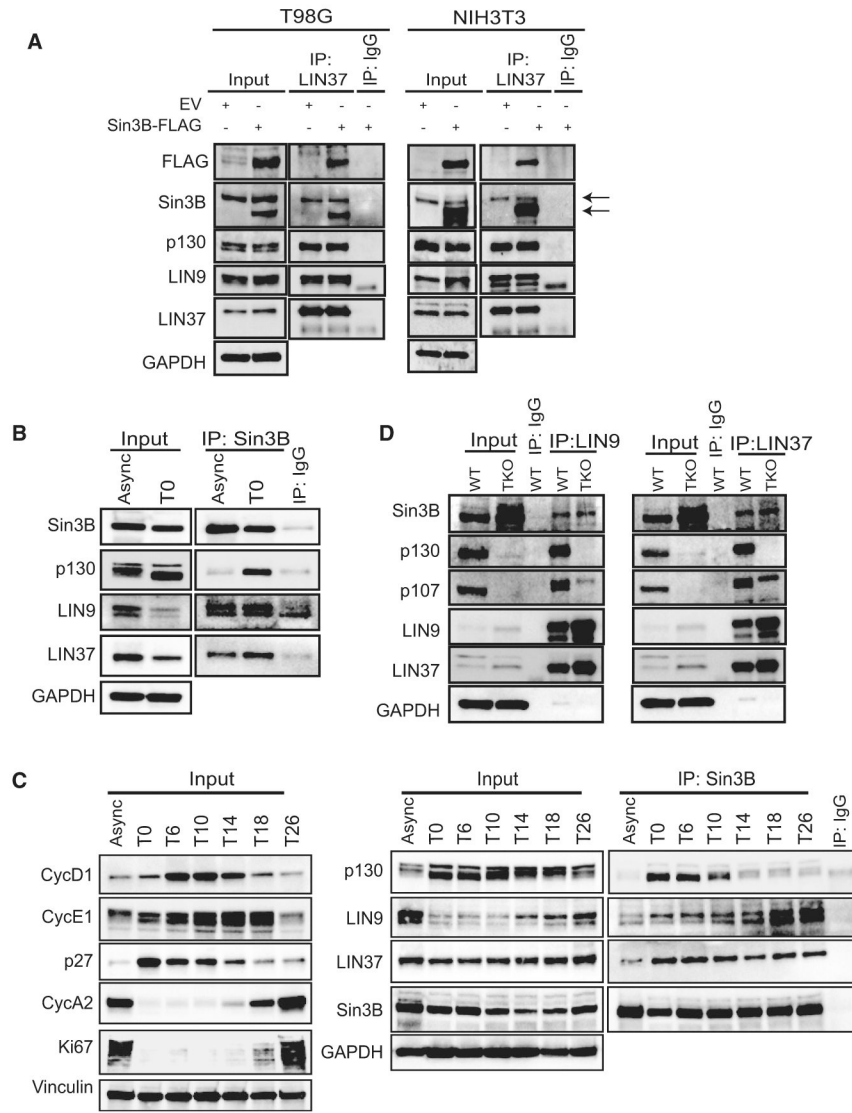 A
T98G
NIH3T3
Input
IP: LIN37
IP: IgG
Input
IP: LIN37
IP: IgG
EV + - + - - + - + - -
Sin3B-FLAG - + - + + - + - + +
FLAG
Sin3B
p130
LIN9
LIN37
GAPDH
B
Input
IP: Sin3B
Async
T0
Async
T0
IP: IgG
Sin3B
p130
LIN9
LIN37
GAPDH
D
Input
IP: IgG
IP:LIN9
Input
IP: IgG
IP:LIN37
WT
TKO
WT
WT
TKO
WT
TKO
WT
WT
TKO
Sin3B
p130
p107
LIN9
LIN37
GAPDH
C
Input
Async
T0
T6
T10
T14
T18
T26
CycD1
CycE1
p27
CycA2
Ki67
Vinculin
Input
IP: Sin3B
Async
T0
T6
T10
T14
T18
T26
Async
T0
T6
T10
T14
T18
T26
IP: IgG
p130
LIN9
LIN37
Sin3B
GAPDH